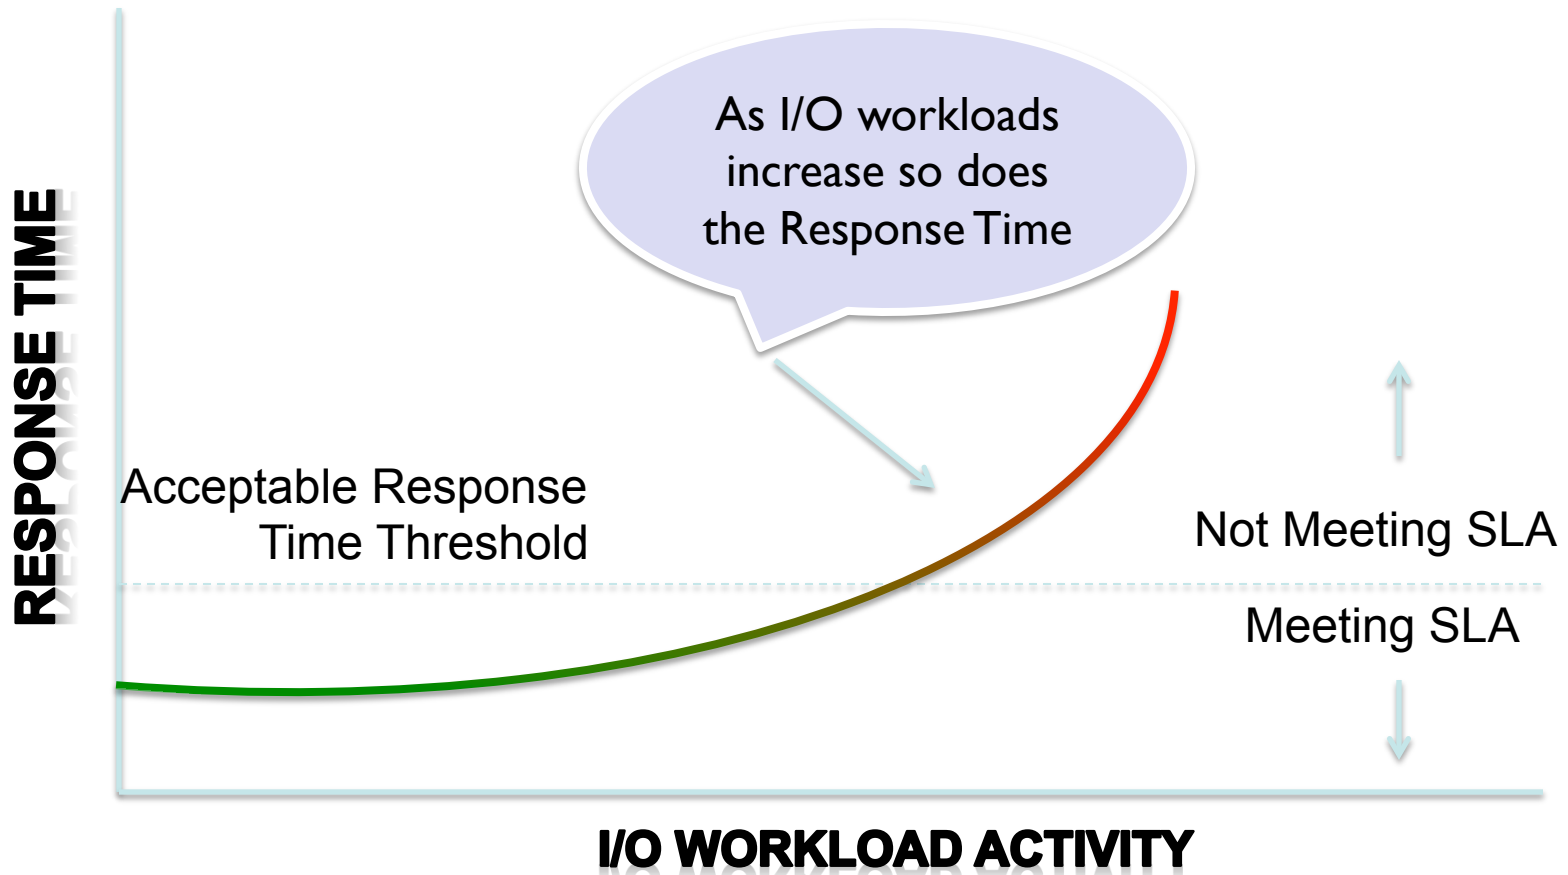 As I/O workloads
increase so does
the Response Time
RESPONSE TIME
Acceptable Response
Time Threshold
Not Meeting SLA
Meeting SLA
I/O WORKLOAD ACTIVITY